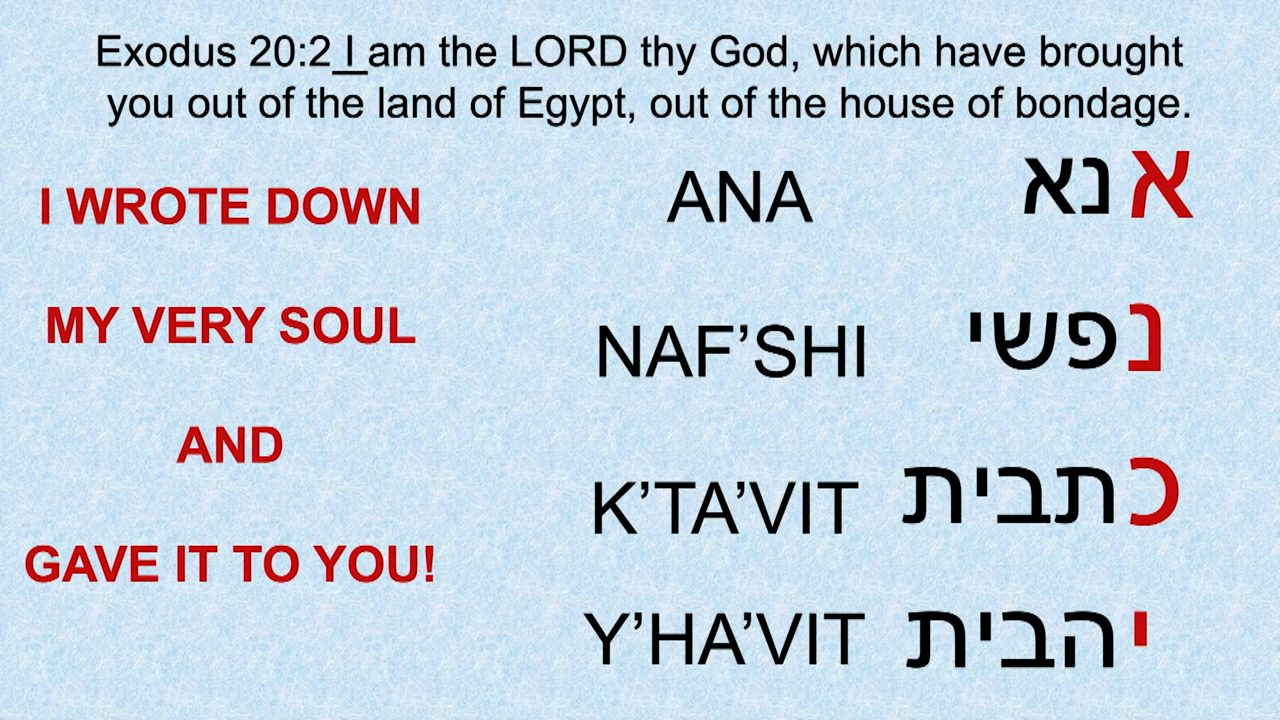 Exodus 20:2 I am the LORD thy God, which have brought
you out of the land of Egypt, out of the house of bondage.
I WROTE DOWN
ANA
אנא
MY VERY SOUL
NAF’SHI
נפשי
AND
K’TA’VIT
כתבית
GAVE IT TO YOU!
Y’HA’VIT
יהבית